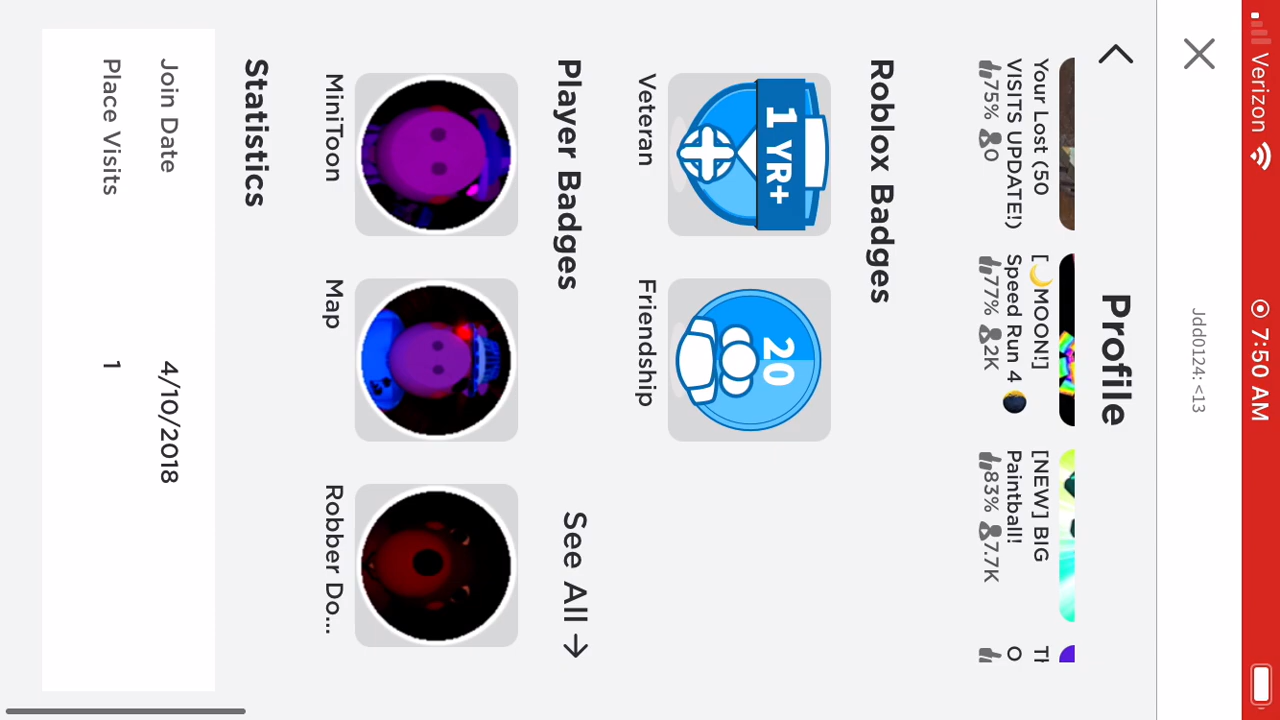 Verizon 7:50 AM
Jdd0124: <13
Profile
Your Lost (50
VISITS UPDATE!)
75% 0
[🌙MOON!]
Speed Run 4 🌑
77% 2K
[NEW] BIG
Paintball!
83% 7.7K
Roblox Badges
1 YR+
20
Veteran
Friendship
Player Badges
See All →
MiniToon
Map
Robber Do...
Statistics
Join Date 4/10/2018
Place Visits 1